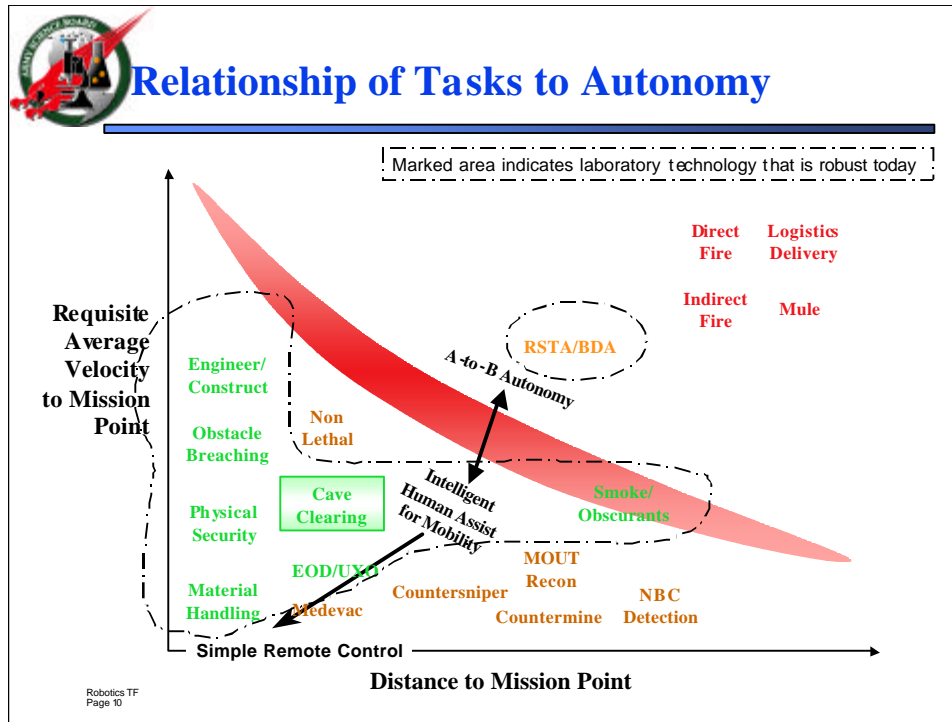 ARMY SCIENCE BOARD
Relationship of Tasks to Autonomy
Marked area indicates laboratory technology that is robust today
Requisite
Average
Velocity
to Mission
Point
Direct
Fire
Logistics
Delivery
Indirect
Fire
Mule
RSTA/BDA
A-to-B Autonomy
Engineer/
Construct
Non
Lethal
Obstacle
Breaching
Intelligent
Human Assist
for Mobility
Cave
Clearing
Smoke/
Obscurants
Physical
Security
EOD/UXO
MOUT
Recon
Material
Handling
Medevac
Countersniper
Countermine
NBC
Detection
Simple Remote Control
Distance to Mission Point
Robotics TF
Page 10